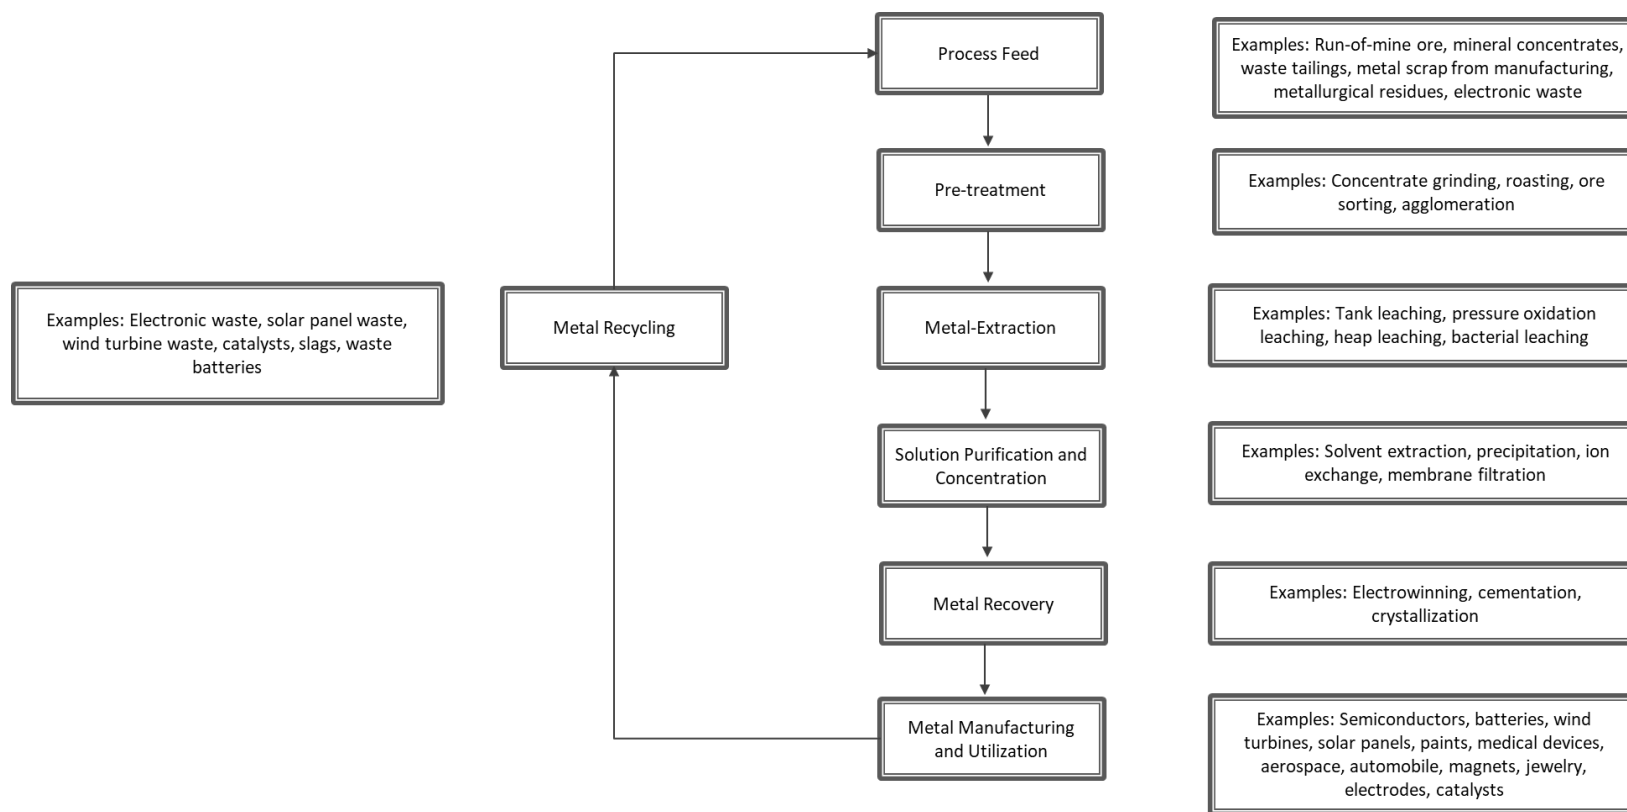 Process Feed
Examples: Run-of-mine ore, mineral concentrates,
waste tailings, metal scrap from manufacturing,
metallurgical residues, electronic waste
Pre-treatment
Examples: Concentrate grinding, roasting, ore
sorting, agglomeration
Examples: Electronic waste, solar panel waste,
wind turbine waste, catalysts, slags, waste
batteries
Metal Recycling
Metal-Extraction
Examples: Tank leaching, pressure oxidation
leaching, heap leaching, bacterial leaching
Solution Purification and
Concentration
Examples: Solvent extraction, precipitation, ion
exchange, membrane filtration
Metal Recovery
Examples: Electrowinning, cementation,
crystallization
Metal Manufacturing
and Utilization
Examples: Semiconductors, batteries, wind
turbines, solar panels, paints, medical devices,
aerospace, automobile, magnets, jewelry,
electrodes, catalysts